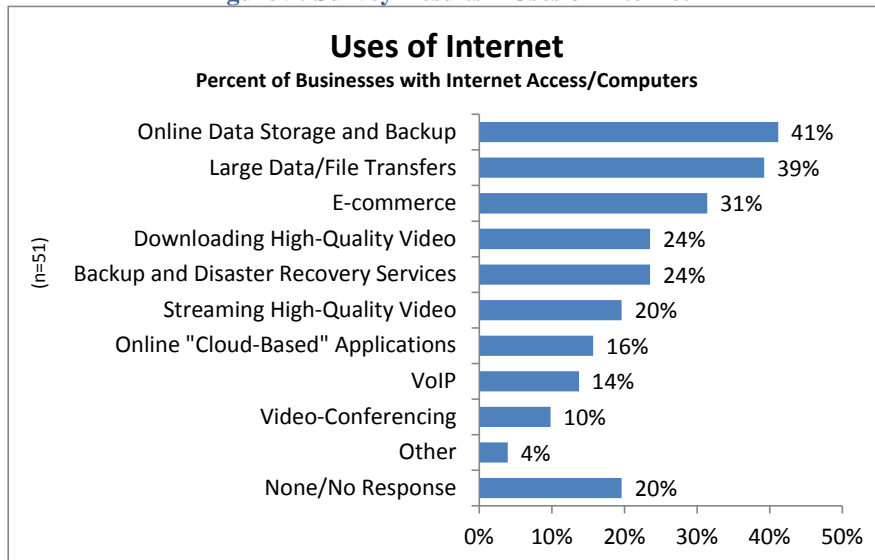 Uses of Internet
Percent of Businesses with Internet Access/Computers
(n=51)
Online Data Storage and Backup 41%
Large Data/File Transfers 39%
E-commerce 31%
Downloading High-Quality Video 24%
Backup and Disaster Recovery Services 24%
Streaming High-Quality Video 20%
Online "Cloud-Based" Applications 16%
VoIP 14%
Video-Conferencing 10%
Other 4%
None/No Response 20%
0% 10% 20% 30% 40% 50%